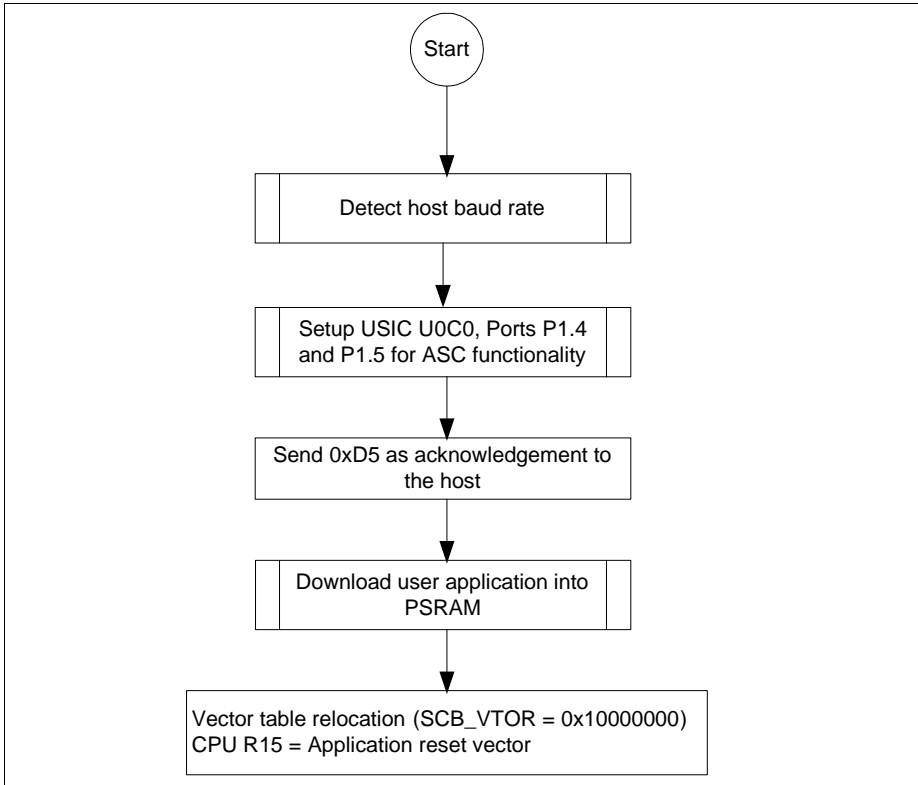 Start
Detect host baud rate
Setup USIC U0C0, Ports P1.4
and P1.5 for ASC functionality
Send 0xD5 as acknowledgement to
the host
Download user application into
PSRAM
Vector table relocation (SCB_VTOR = 0x10000000)
CPU R15 = Application reset vector